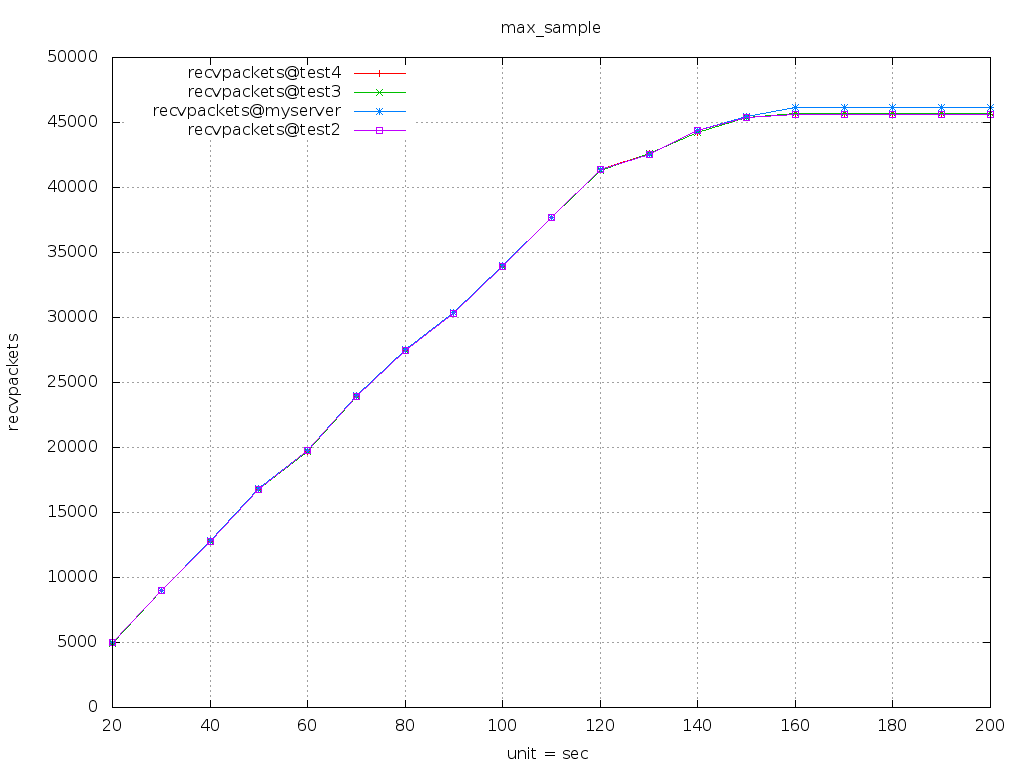 max_sample
50000
45000
40000
35000
30000
25000
20000
15000
10000
5000
0
recvpackets@test4
recvpackets@test3
recvpackets@myserver
recvpackets@test2
recvpackets
20 40 60 80 100 120 140 160 180 200
unit = sec